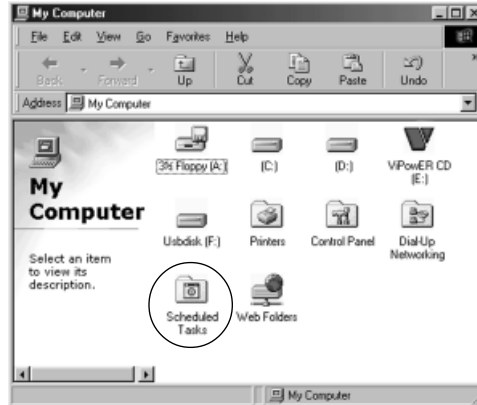 My Computer
File Edit View Go Favorites Help
Back Forward Up Cut Copy Paste Undo »
Address My Computer
My Computer
3½ Floppy (A:) (C:) (D:) ViPowER CD (E:)
Usbdisk (F:) Printers Control Panel Dial-Up Networking
Select an item
to view its
description.
Scheduled Tasks Web Folders
My Computer